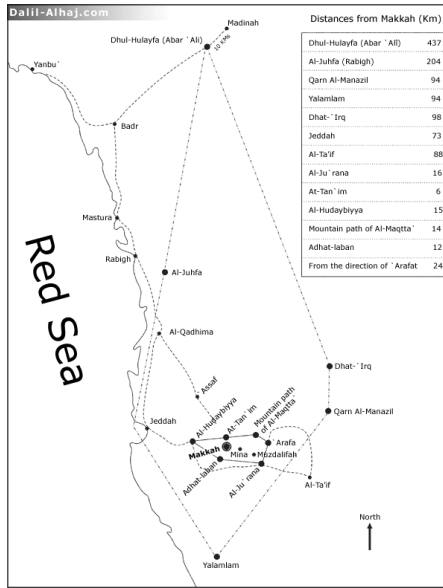 Dalil-Alhaj.com
Madinah
Dhul-Hulayfa (Abar `Ali)
10 KMs
Yanbu`
Badr
Mastura
Rabigh
Red Sea
Al-Juhfa
Al-Qadhima
Assaf
Jeddah
Al-Hudaybiyya
At-Tan`im
Mountain path
of Al-Maqtta
`Arafa
Makkah
Mina
Muzdalifah
Adhat-laban
Al-Ju`rana
Al-Ta'if
Dhat-`Irq
Qarn Al-Manazil
Yalamlam
North
Distances from Makkah (Km)
Dhul-Hulayfa (Abar `Alî) 437
Al-Juhfa (Rabigh) 204
Qarn Al-Manazil 94
Yalamlam 94
Dhat-`Irq 98
Jeddah 73
Al-Ta'if 88
Al-Ju`rana 16
At-Tan`im 6
Al-Hudaybiyya 15
Mountain path of Al-Maqtta` 14
Adhat-laban 12
From the direction of `Arafat 24